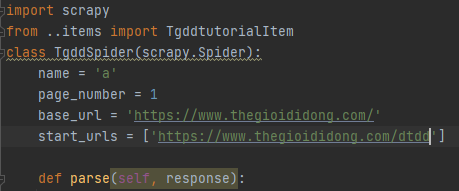 import scrapy
from ..items import TgddtutorialItem
class TgddSpider(scrapy.Spider):
    name = 'a'
    page_number = 1
    base_url = 'https://www.thegioididong.com/'
    start_urls = ['https://www.thegioididong.com/dtdd']
    def parse(self, response):